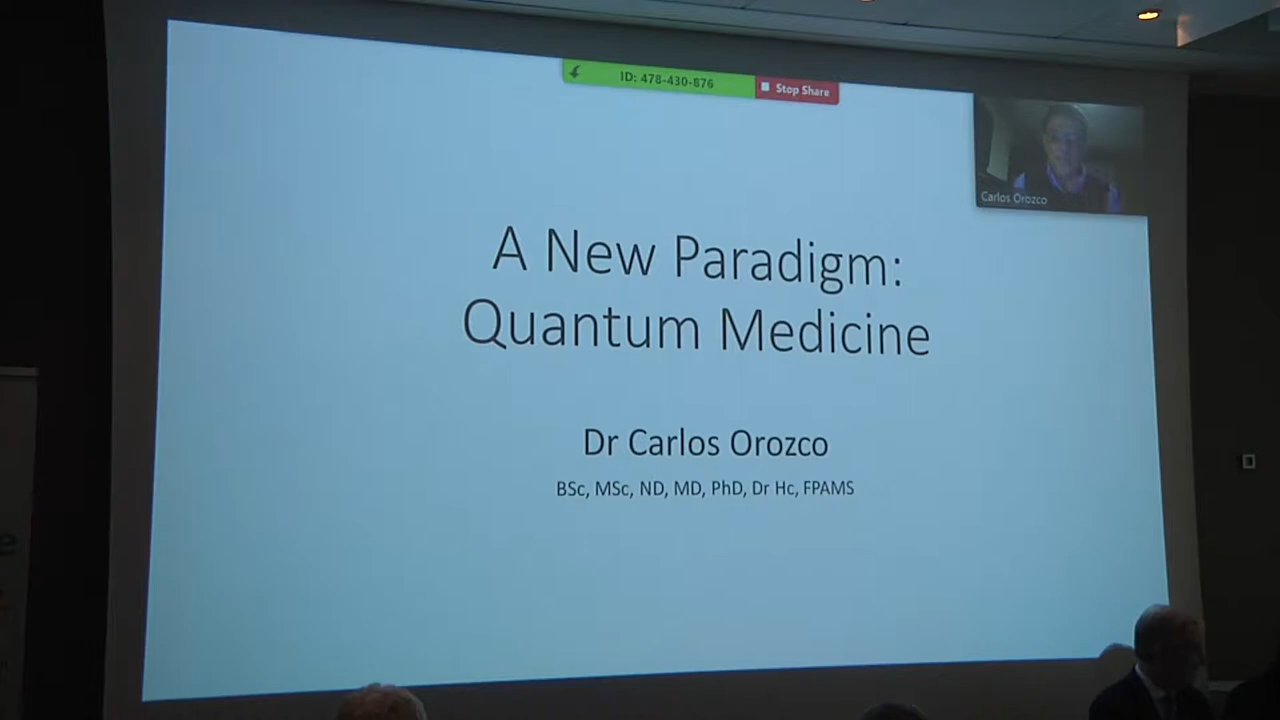 ID: 478-430-876
Stop Share
Carlos Orozco
A New Paradigm:
Quantum Medicine
Dr Carlos Orozco
BSc, MSc, ND, MD, PhD, Dr Hc, FPAMS